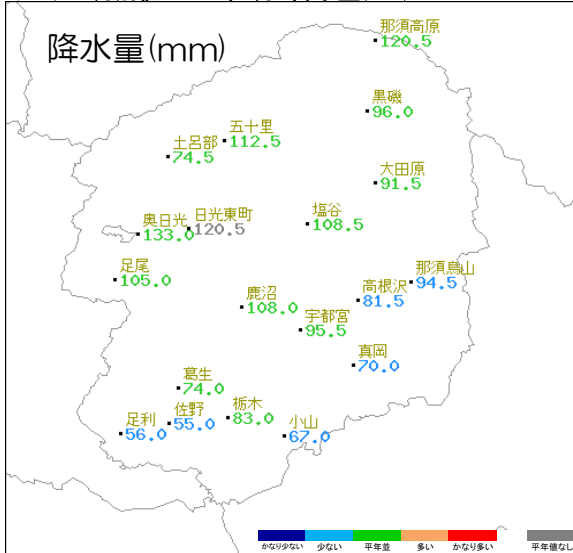 降水量(mm)
那須高原
120.5
黒磯
96.0
五十里
112.5
土呂部
74.5
大田原
91.5
塩谷
108.5
日光東町
120.5
奥日光
133.0
足尾
105.0
那須烏山
94.5
高根沢
81.5
鹿沼
108.0
宇都宮
95.5
真岡
70.0
葛生
74.0
栃木
83.0
佐野
55.0
足利
56.0
小山
67.0
かなり少ない 少ない 平年並 多い かなり多い 平年値なし